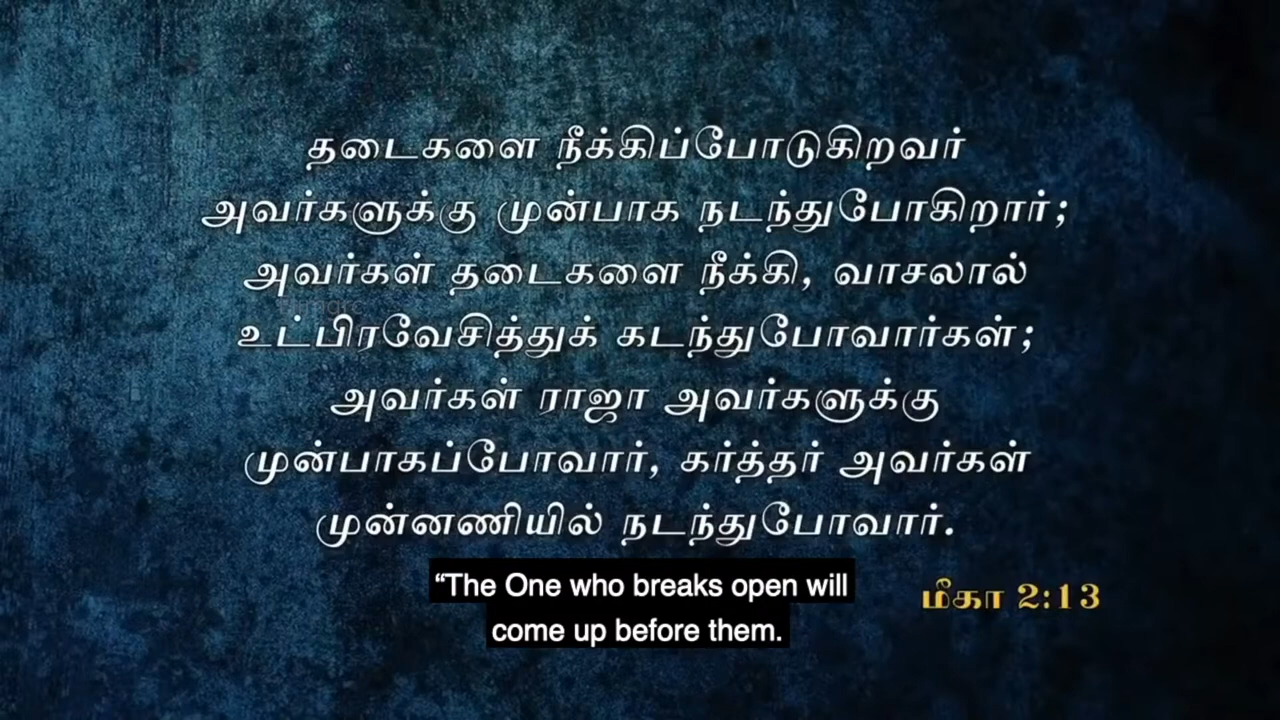 தடைகளை நீக்கிப்போடுகிறவர்
அவர்களுக்கு முன்பாக நடந்துபோகிறார்;
அவர்கள் தடைகளை நீக்கி, வாசலால்
உட்பிரவேசித்துக் கடந்துபோவார்கள்;
அவர்கள் ராஜா அவர்களுக்கு
முன்பாகப்போவார், கர்த்தர் அவர்கள்
முன்னணியில் நடந்துபோவார்.
மீகா 2:13
“The One who breaks open will
come up before them.